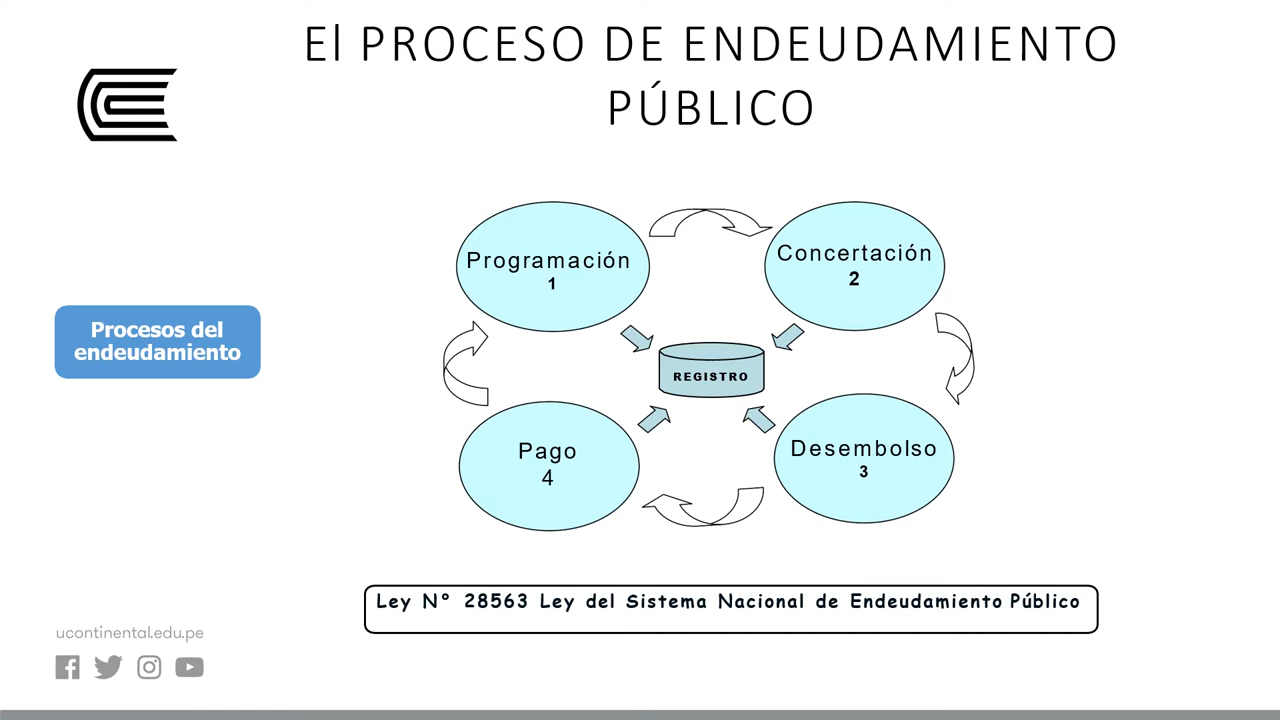 El PROCESO DE ENDEUDAMIENTO
PÚBLICO
Programación
1
Concertación
2
Procesos del
endeudamiento
REGISTRO
Pago
4
Desembolso
3
Ley N° 28563 Ley del Sistema Nacional de Endeudamiento Público
ucontinental.edu.pe